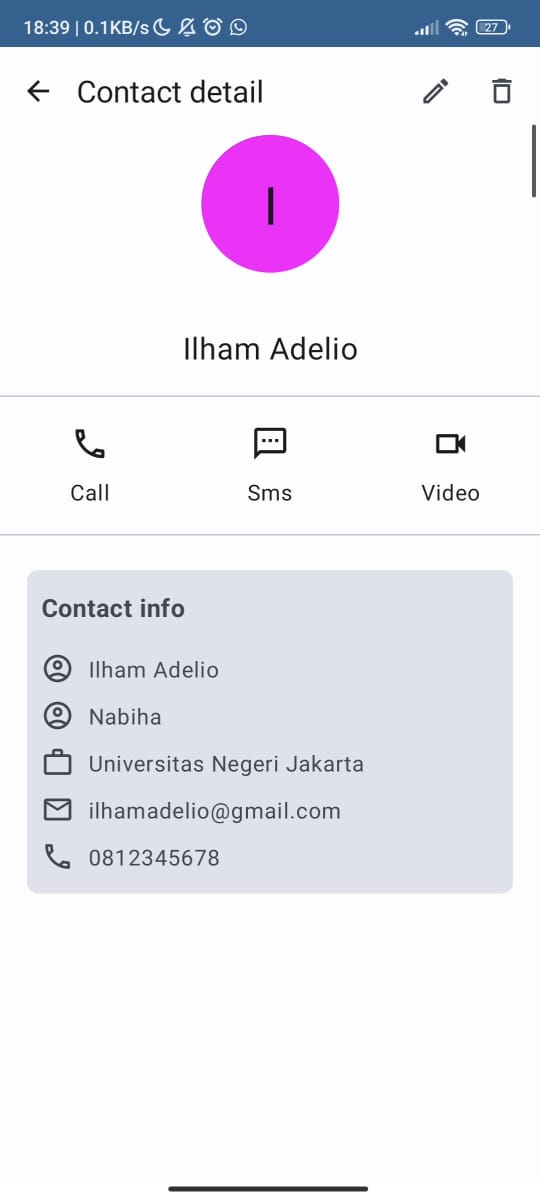 18:39 | 0.1KB/s 27
Contact detail
I
Ilham Adelio
Call Sms Video
Contact info
Ilham Adelio
Nabiha
Universitas Negeri Jakarta
ilhamadelio@gmail.com
0812345678